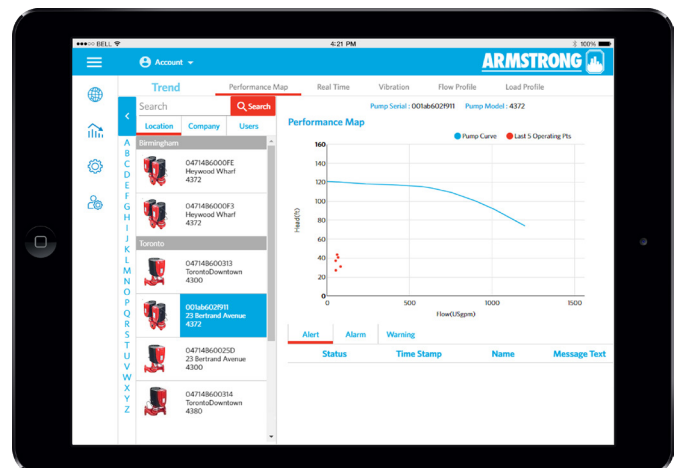 BELL
4:21 PM
100%
Account
ARMSTRONG
Trend
Performance Map
Real Time
Vibration
Flow Profile
Load Profile
Search
Search
Pump Serial : 001ab602f911 Pump Model : 4372
Location
Company
Users
A
B
C
D
E
F
G
H
I
J
K
L
M
N
O
P
Q
R
S
T
U
V
W
X
Y
Z
Birmingham
0471486000FE
Heywood Wharf
4372
0471486000F3
Heywood Wharf
4372
Toronto
047148600313
TorontoDowntown
4300
001ab602f911
23 Bertrand Avenue
4372
04714860025D
23 Bertrand Avenue
4300
047148600314
TorontoDowntown
4380
Performance Map
Pump Curve
Last 5 Operating Pts
160
140
120
100
80
60
40
20
0
Head(ft)
0
500
1000
1500
Flow(USgpm)
Alert
Alarm
Warning
Status
Time Stamp
Name
Message Text